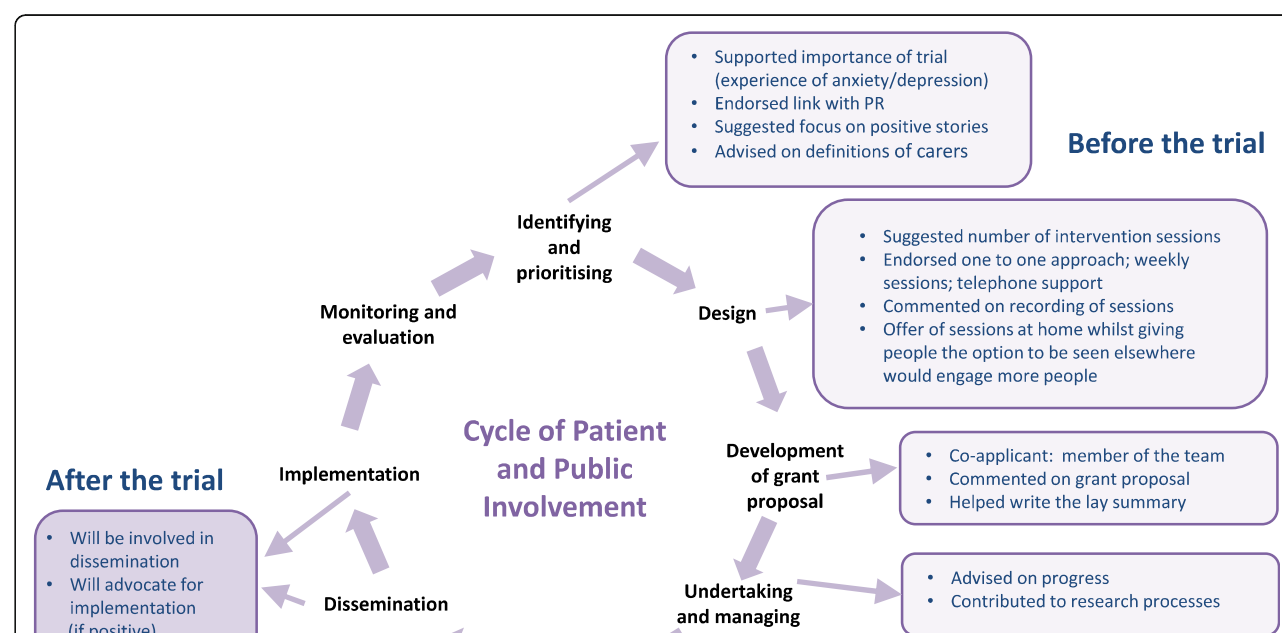 • Supported importance of trial
(experience of anxiety/depression)
• Endorsed link with PR
• Suggested focus on positive stories
• Advised on definitions of carers
Before the trial
Identifying
and
prioritising
• Suggested number of intervention sessions
• Endorsed one to one approach; weekly
sessions; telephone support
• Commented on recording of sessions
• Offer of sessions at home whilst giving
people the option to be seen elsewhere
would engage more people
Design
Monitoring and
evaluation
Cycle of Patient
and Public
Involvement
Development
of grant
proposal
• Co-applicant: member of the team
• Commented on grant proposal
• Helped write the lay summary
After the trial
Implementation
• Will be involved in
dissemination
• Will advocate for
implementation
(if positive)
Dissemination
Undertaking
and managing
• Advised on progress
• Contributed to research processes